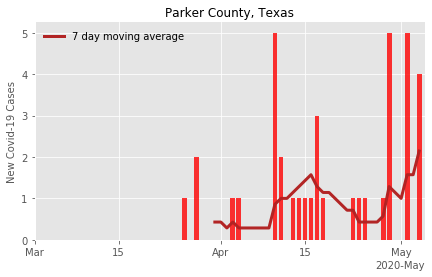 Parker County, Texas
7 day moving average
New Covid-19 Cases
5
4
3
2
1
0
Mar 15 April 15 May
2020-May